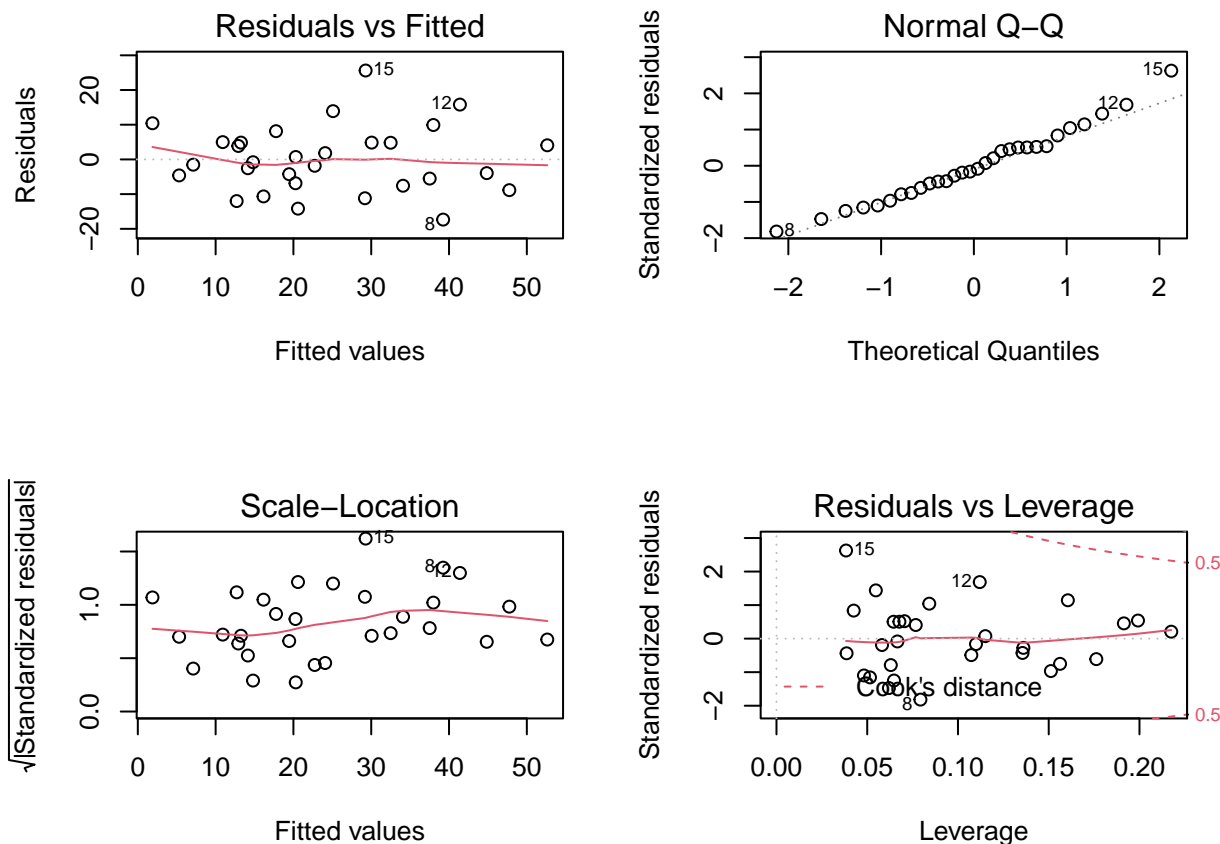 Residuals vs Fitted
Residuals
20
0
−20
15
12
8
0 10 20 30 40 50
Fitted values
Normal Q−Q
Standardized residuals
2
0
−2
15
12
8
−2 −1 0 1 2
Theoretical Quantiles
Scale−Location
√|Standardized residuals|
1.0
0.0
15
8
12
0 10 20 30 40 50
Fitted values
Residuals vs Leverage
Standardized residuals
2
0
−2
15
12
8
0.5
0.5
Cook's distance
0.00 0.05 0.10 0.15 0.20
Leverage